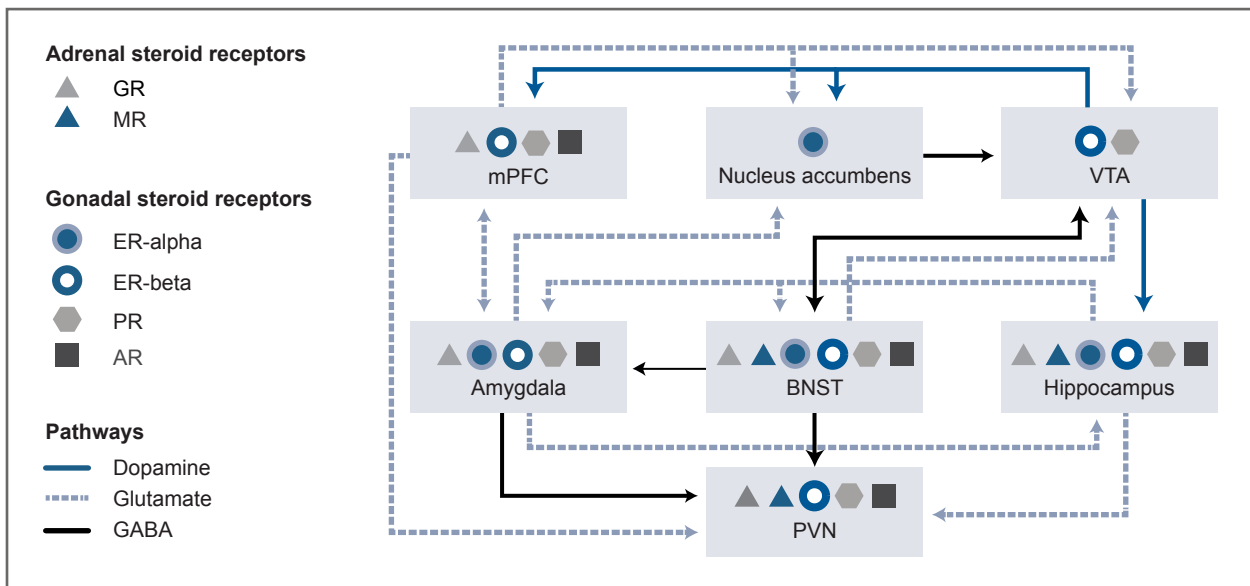 Adrenal steroid receptors
GR
MR
Gonadal steroid receptors
ER-alpha
ER-beta
PR
AR
Pathways
Dopamine
Glutamate
GABA
mPFC
Nucleus accumbens
VTA
Amygdala
BNST
Hippocampus
PVN